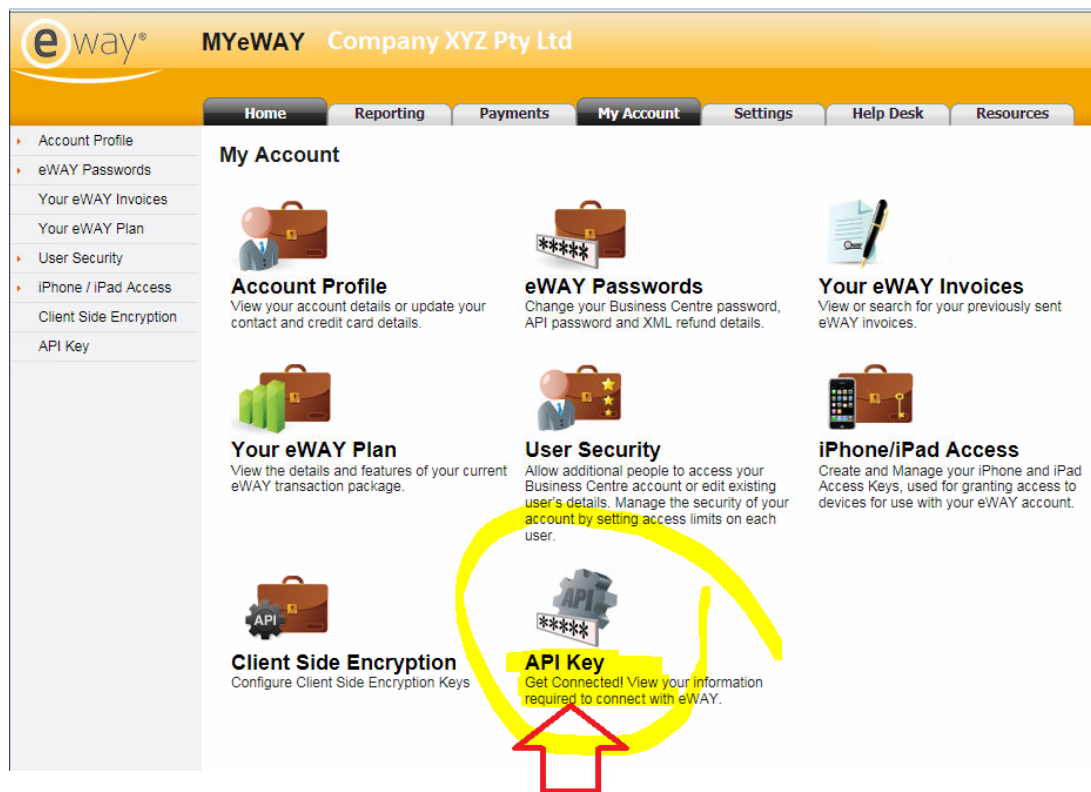 eway®
MYeWAY Company XYZ Pty Ltd
Home Reporting Payments My Account Settings Help Desk Resources
Account Profile
eWAY Passwords
Your eWAY Invoices
Your eWAY Plan
User Security
iPhone / iPad Access
Client Side Encryption
API Key
My Account
Account Profile
View your account details or update your
contact and credit card details.
*****
eWAY Passwords
Change your Business Centre password,
API password and XML refund details.
Your eWAY Invoices
View or search for your previously sent
eWAY invoices.
Your eWAY Plan
View the details and features of your current
eWAY transaction package.
User Security
Allow additional people to access your
Business Centre account or edit existing
user's details. Manage the security of your
account by setting access limits on each
user.
iPhone/iPad Access
Create and Manage your iPhone and iPad
Access Keys, used for granting access to
devices for use with your eWAY account.
API
Client Side Encryption
Configure Client Side Encryption Keys
API
*****
API Key
Get Connected! View your information
required to connect with eWAY.